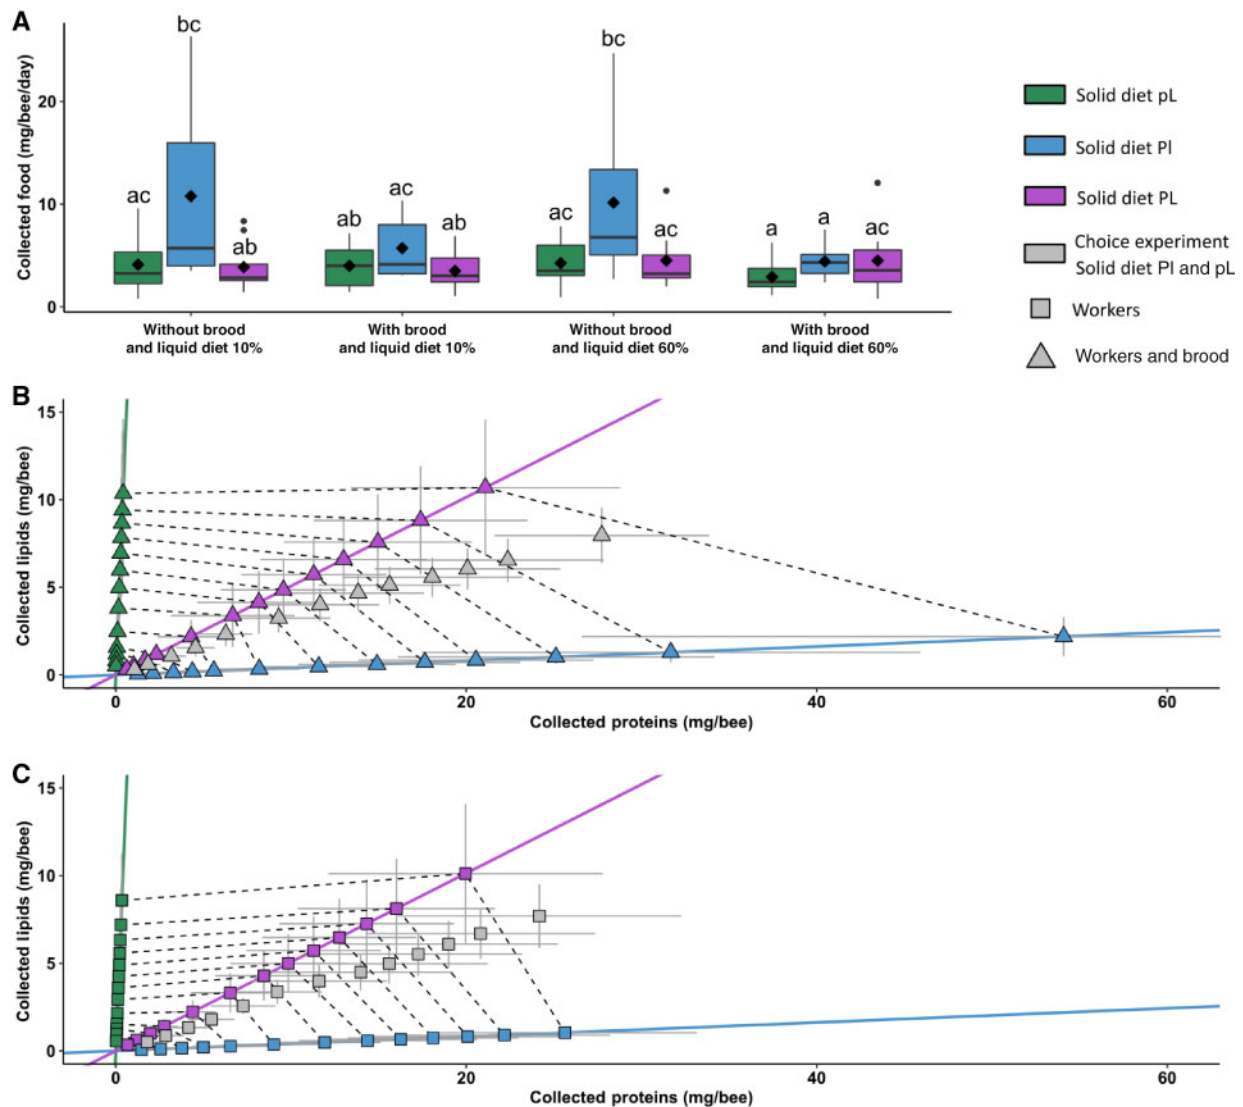 A
Collected food (mg/bee/day)
20
10
0
bc
ac
ab
ac
ab
ab
bc
ac
ac
a
a
ac
Without brood
and liquid diet 10%
With brood
and liquid diet 10%
Without brood
and liquid diet 60%
With brood
and liquid diet 60%
Solid diet pL
Solid diet Pl
Solid diet PL
Choice experiment
Solid diet Pl and pL
Workers
Workers and brood
B
Collected lipids (mg/bee)
15
10
5
0
0
20
40
60
Collected proteins (mg/bee)
C
Collected lipids (mg/bee)
15
10
5
0
0
20
40
60
Collected proteins (mg/bee)